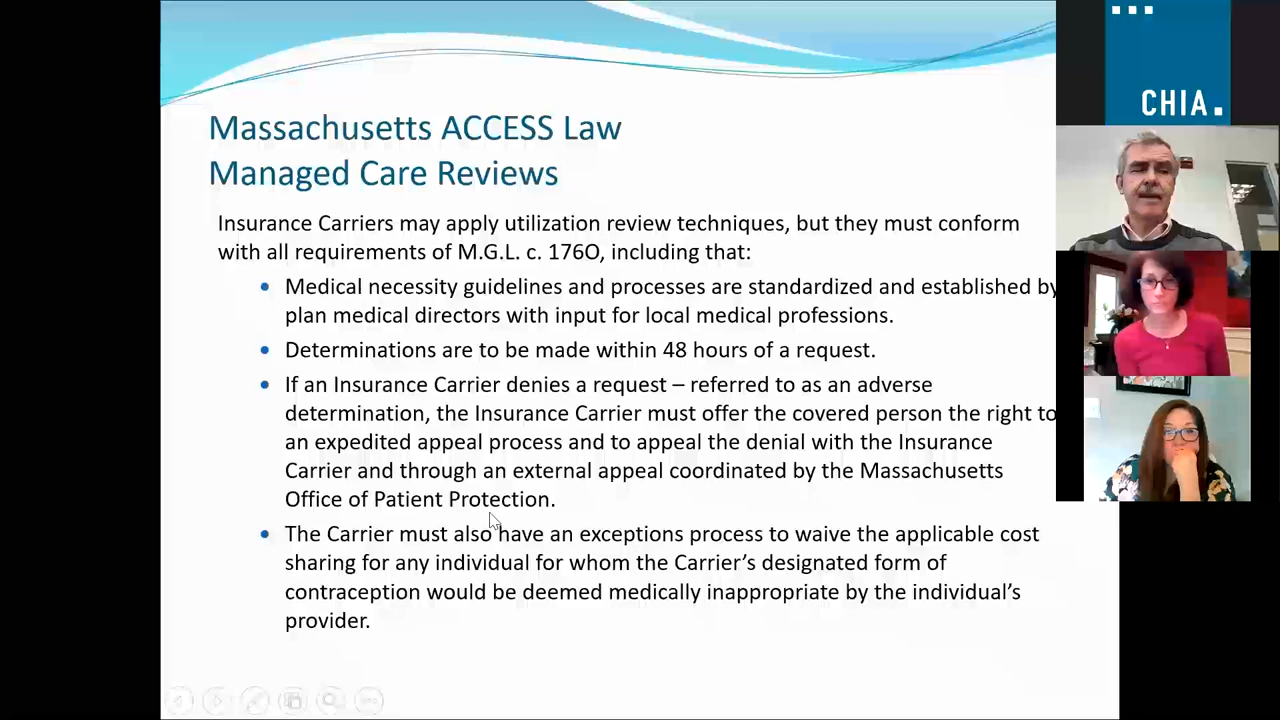 Massachusetts ACCESS Law
Managed Care Reviews
Insurance Carriers may apply utilization review techniques, but they must conform
with all requirements of M.G.L. c. 176O, including that:
• Medical necessity guidelines and processes are standardized and established by
plan medical directors with input for local medical professions.
• Determinations are to be made within 48 hours of a request.
• If an Insurance Carrier denies a request – referred to as an adverse
determination, the Insurance Carrier must offer the covered person the right to
an expedited appeal process and to appeal the denial with the Insurance
Carrier and through an external appeal coordinated by the Massachusetts
Office of Patient Protection.
• The Carrier must also have an exceptions process to waive the applicable cost
sharing for any individual for whom the Carrier's designated form of
contraception would be deemed medically inappropriate by the individual's
provider.
CHIA.